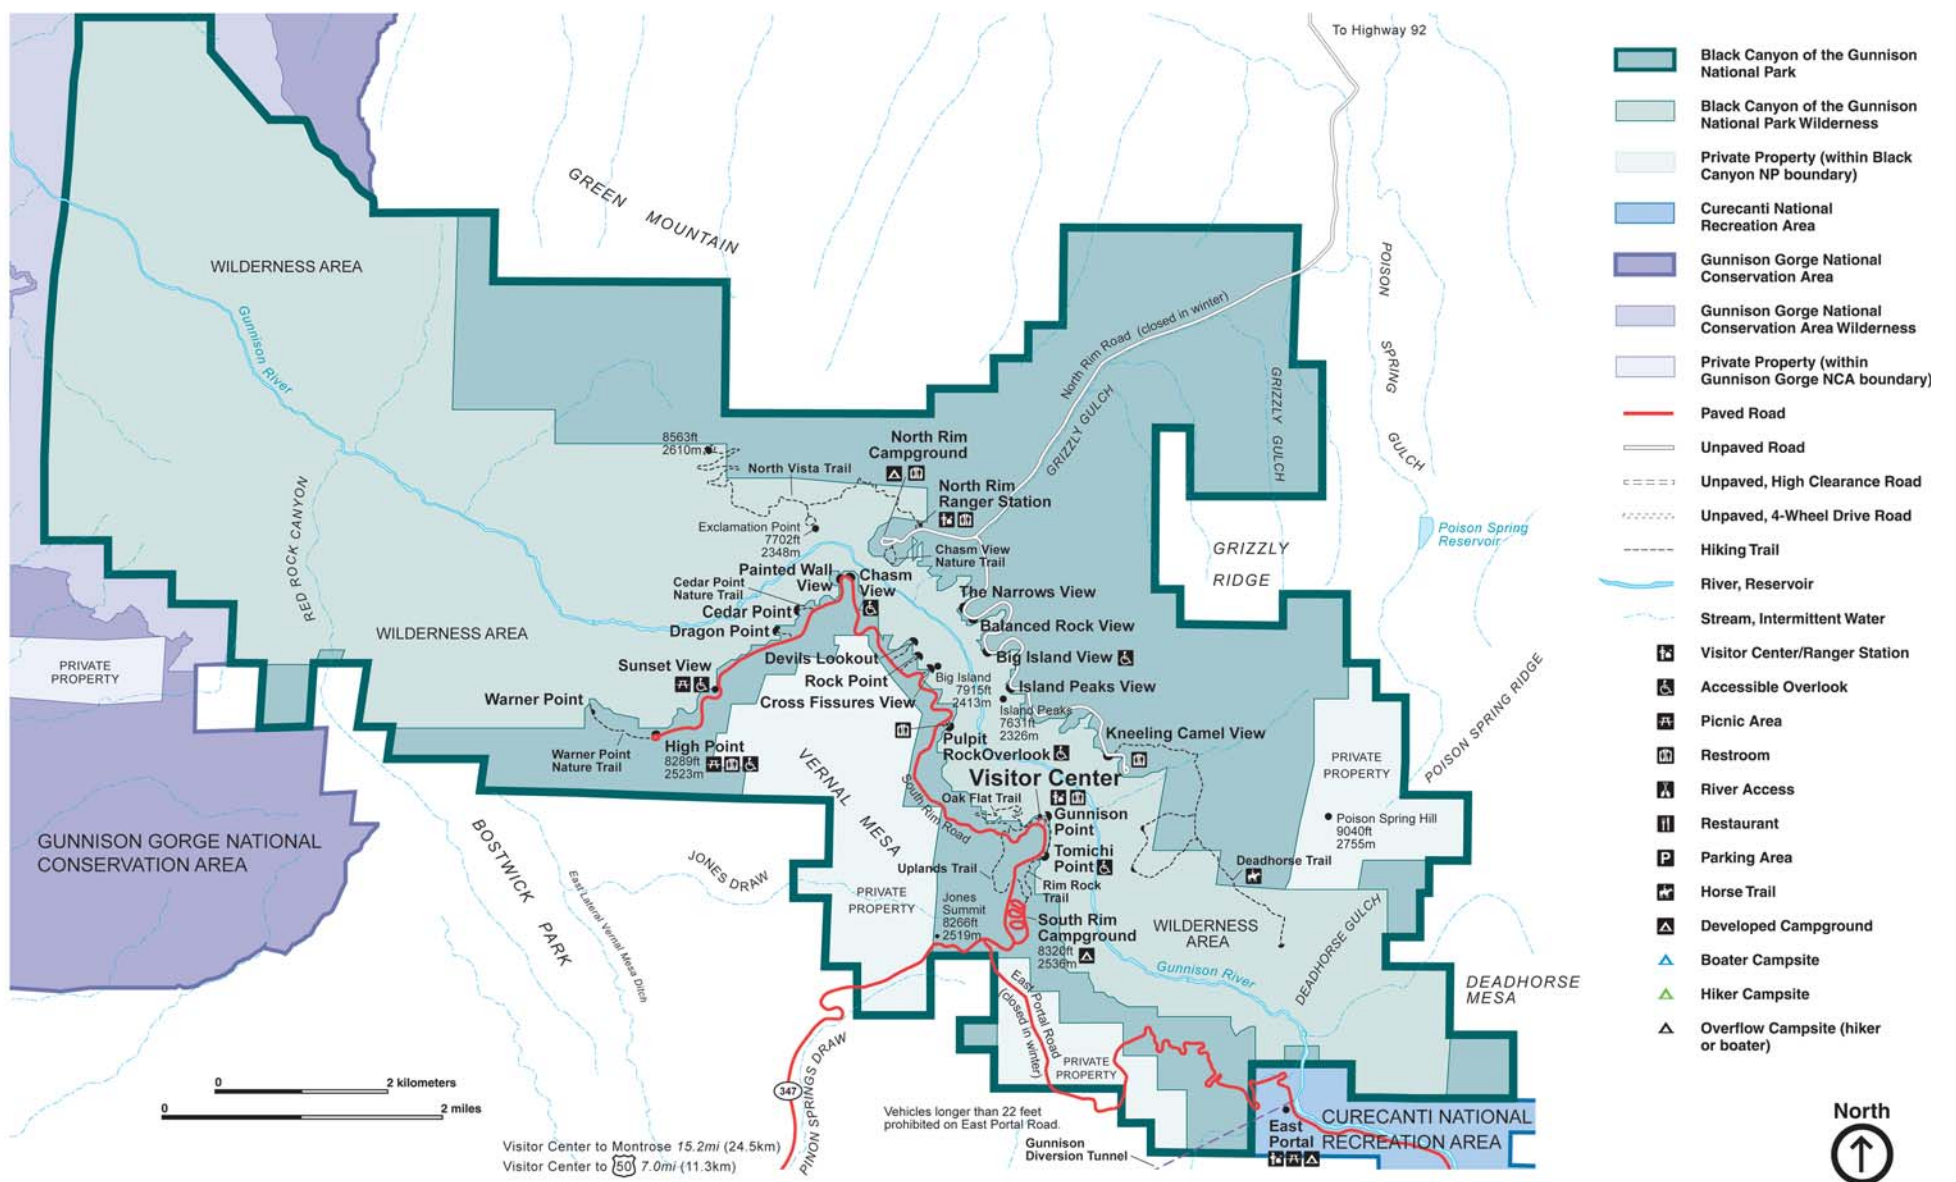 To Highway 92
GREEN MOUNTAIN
WILDERNESS AREA
Gunnison River
POISON SPRING GULCH
North Rim Road (closed in winter)
GRIZZLY GULCH
GRIZZLY GULCH
8563ft
2610m
North Vista Trail
North Rim
Campground
North Rim
Ranger Station
Exclamation Point
7702ft
2348m
Chasm View
Nature Trail
GRIZZLY
RIDGE
Poison Spring
Reservoir
RED ROCK CANYON
Painted Wall
View
Chasm
View
Cedar Point
Nature Trail
Cedar Point
Dragon Point
The Narrows View
Balanced Rock View
WILDERNESS AREA
PRIVATE
PROPERTY
Sunset View
Devils Lookout
Rock Point
Cross Fissures View
Big Island
7915ft
2413m
Big Island View
Island Peaks View
Island Peaks
7631ft
2326m
Warner Point
Warner Point
Nature Trail
High Point
8289ft
2523m
Pulpit
RockOverlook
Kneeling Camel View
PRIVATE
PROPERTY
POISON SPRING RIDGE
VERNAL MESA
South Rim Road
Visitor Center
Oak Flat Trail
Gunnison
Point
Tomichi
Point
Poison Spring Hill
9040ft
2755m
GUNNISON GORGE NATIONAL
CONSERVATION AREA
BOSTWICK PARK
East Lateral Vernal Mesa Ditch
JONES DRAW
Uplands Trail
Rim Rock
Trail
Deadhorse Trail
PRIVATE
PROPERTY
Jones
Summit
8266ft
2519m
South Rim
Campground
8320ft
2536m
WILDERNESS
AREA
Gunnison River
DEADHORSE GULCH
DEADHORSE
MESA
East Portal Road
(closed in winter)
PRIVATE
PROPERTY
347
PINON SPRINGS DRAW
0 2 kilometers
0 2 miles
Vehicles longer than 22 feet
prohibited on East Portal Road.
Gunnison
Diversion Tunnel
East
Portal
CURECANTI NATIONAL
RECREATION AREA
Visitor Center to Montrose 15.2mi (24.5km)
Visitor Center to 50 7.0mi (11.3km)
Black Canyon of the Gunnison
National Park
Black Canyon of the Gunnison
National Park Wilderness
Private Property (within Black
Canyon NP boundary)
Curecanti National
Recreation Area
Gunnison Gorge National
Conservation Area
Gunnison Gorge National
Conservation Area Wilderness
Private Property (within
Gunnison Gorge NCA boundary)
Paved Road
Unpaved Road
Unpaved, High Clearance Road
Unpaved, 4-Wheel Drive Road
Hiking Trail
River, Reservoir
Stream, Intermittent Water
Visitor Center/Ranger Station
Accessible Overlook
Picnic Area
Restroom
River Access
Restaurant
P Parking Area
Horse Trail
Developed Campground
Boater Campsite
Hiker Campsite
Overflow Campsite (hiker
or boater)
North